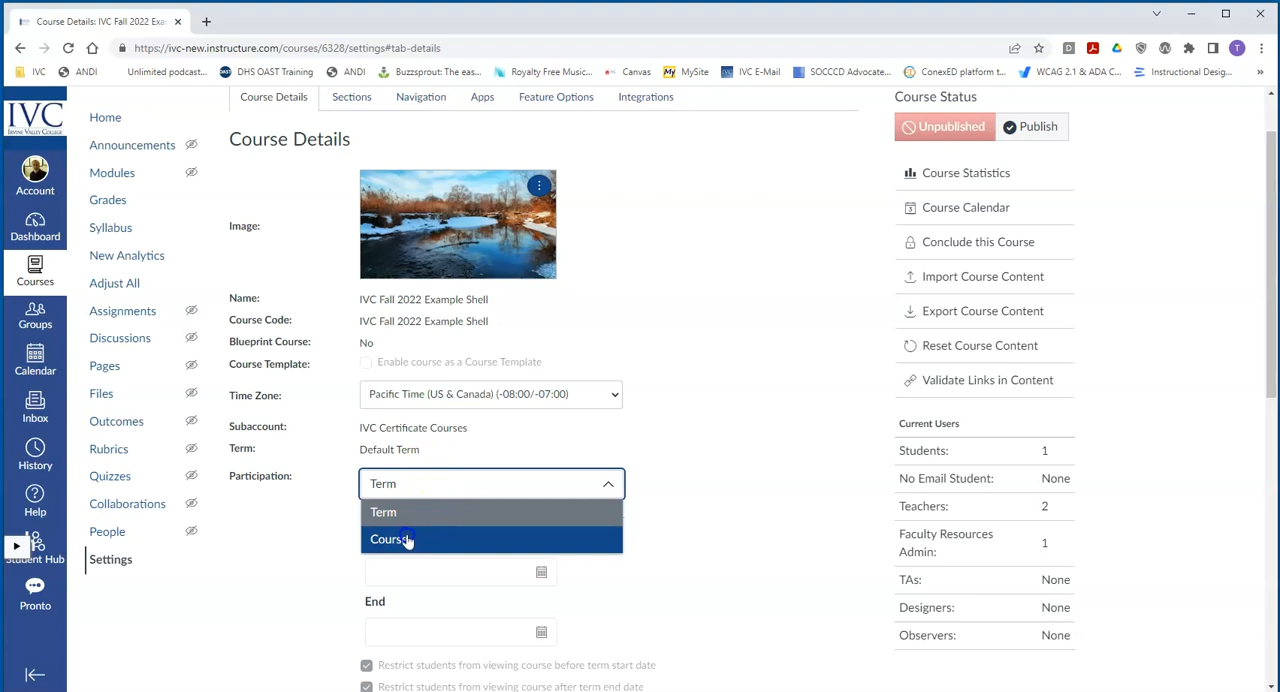 Course Details: IVC Fall 2022 Exa
https://ivc-new.instructure.com/courses/6328/settings#tab-details
T
IVC
ANDI
Unlimited podcast...
DHS OAST Training
ANDI
Buzzsprout: The eas...
Royalty Free Music...
Canvas
My
MySite
IVC E-Mail
SOCCCD Advocate...
ConexED platform t...
WCAG 2.1 & ADA C...
Instructional Desig...
»
IVC
IRVINE VALLEY COLLEGE
Account
Dashboard
Courses
Groups
Calendar
Inbox
History
Help
Student Hub
Pronto
Home
Announcements
Modules
Grades
Syllabus
New Analytics
Adjust All
Assignments
Discussions
Pages
Files
Outcomes
Rubrics
Quizzes
Collaborations
People
Settings
Course Details
Sections
Navigation
Apps
Feature Options
Integrations
Course Details
Image:
Name: IVC Fall 2022 Example Shell
Course Code: IVC Fall 2022 Example Shell
Blueprint Course: No
Course Template: Enable course as a Course Template
Time Zone: Pacific Time (US & Canada) (-08:00/-07:00)
Subaccount: IVC Certificate Courses
Term: Default Term
Participation: Term
Term
Course
End
Restrict students from viewing course before term start date
Restrict students from viewing course after term end date
Course Status
Unpublished
Publish
Course Statistics
Course Calendar
Conclude this Course
Import Course Content
Export Course Content
Reset Course Content
Validate Links in Content
Current Users
Students: 1
No Email Student: None
Teachers: 2
Faculty Resources
Admin: 1
TAs: None
Designers: None
Observers: None